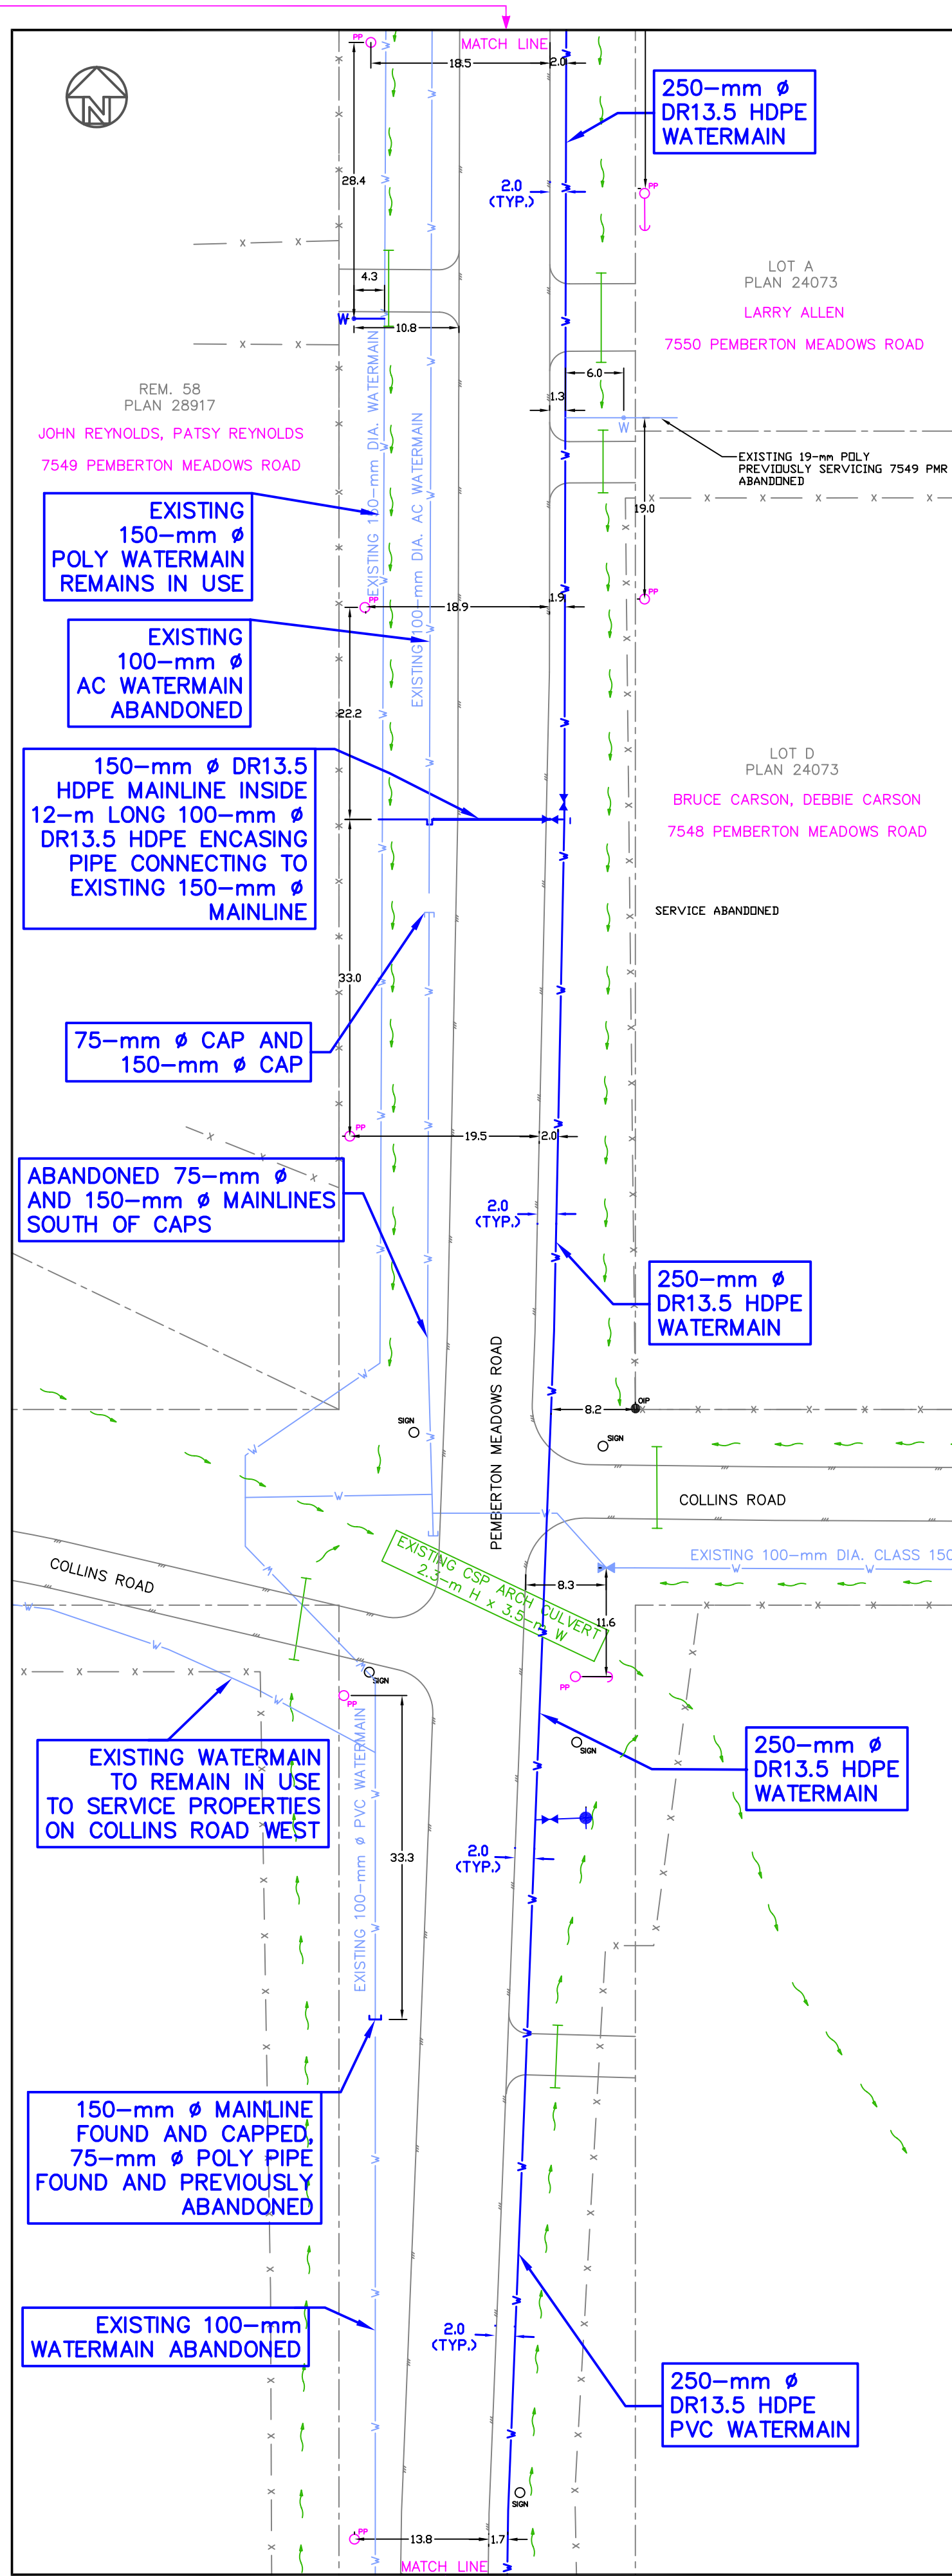 PP
MATCH LINE
18.5
2.0
N
250-mm ø
DR13.5 HDPE
WATERMAIN
28.4
2.0
(TYP.)
PP
LOT A
PLAN 24073
LARRY ALLEN
7550 PEMBERTON MEADOWS ROAD
4.3
W
10.8
EXISTING 150-mm DIA. WATERMAIN
EXISTING 100-mm DIA. AC WATERMAIN
6.0
1.3
W
REM. 58
PLAN 28917
JOHN REYNOLDS, PATSY REYNOLDS
7549 PEMBERTON MEADOWS ROAD
EXISTING 19-mm POLY
PREVIOUSLY SERVICING 7549 PMR
ABANDONED
19.0
EXISTING
150-mm ø
POLY WATERMAIN
REMAINS IN USE
PP
18.9
1.9
PP
EXISTING
100-mm ø
AC WATERMAIN
ABANDONED
22.2
150-mm ø DR13.5
HDPE MAINLINE INSIDE
12-m LONG 100-mm ø
DR13.5 HDPE ENCASING
PIPE CONNECTING TO
EXISTING 150-mm ø
MAINLINE
LOT D
PLAN 24073
BRUCE CARSON, DEBBIE CARSON
7548 PEMBERTON MEADOWS ROAD
SERVICE ABANDONED
33.0
75-mm ø CAP AND
150-mm ø CAP
PP
19.5
2.0
ABANDONED 75-mm ø
AND 150-mm ø MAINLINES
SOUTH OF CAPS
2.0
(TYP.)
250-mm ø
DR13.5 HDPE
WATERMAIN
PEMBERTON MEADOWS ROAD
8.2
OIP
SIGN
SIGN
COLLINS ROAD
COLLINS ROAD
EXISTING CSP ARCH CULVERT
2.3-m H x 3.5-m W
EXISTING 100-mm DIA. CLASS 150
8.3
11.6
PP
SIGN
PP
SIGN
EXISTING WATERMAIN
TO REMAIN IN USE
TO SERVICE PROPERTIES
ON COLLINS ROAD WEST
EXISTING 100-mm ø PVC WATERMAIN
33.3
250-mm ø
DR13.5 HDPE
WATERMAIN
2.0
(TYP.)
150-mm ø MAINLINE
FOUND AND CAPPED,
75-mm ø POLY PIPE
FOUND AND PREVIOUSLY
ABANDONED
EXISTING 100-mm
WATERMAIN ABANDONED
2.0
(TYP.)
250-mm ø
DR13.5 HDPE
PVC WATERMAIN
SIGN
PP
13.8
1.7
MATCH LINE